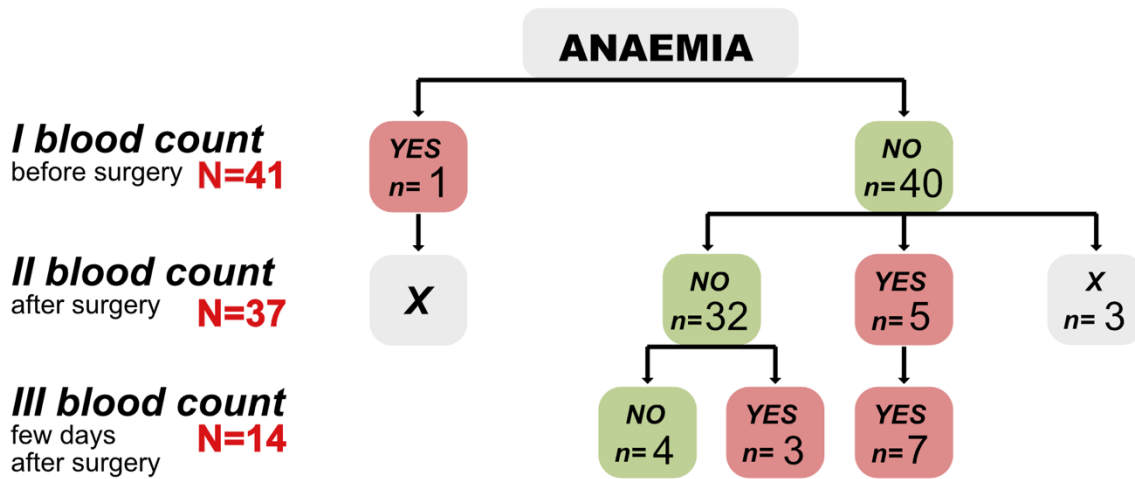 ANAEMIA
I blood count
before surgery N=41
YES
n= 1
NO
n=40
II blood count
after surgery N=37
X
NO
n=32
YES
n=5
X
n= 3
III blood count
few days
after surgery
N=14
NO
n=4
YES
n= 3
YES
n=7